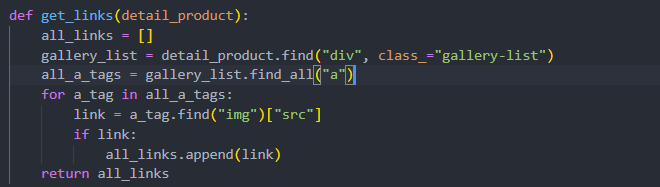 def get_links(detail_product):
    all_links = []
    gallery_list = detail_product.find("div", class_="gallery-list")
    all_a_tags = gallery_list.find_all("a")
    for a_tag in all_a_tags:
        link = a_tag.find("img")["src"]
        if link:
            all_links.append(link)
    return all_links